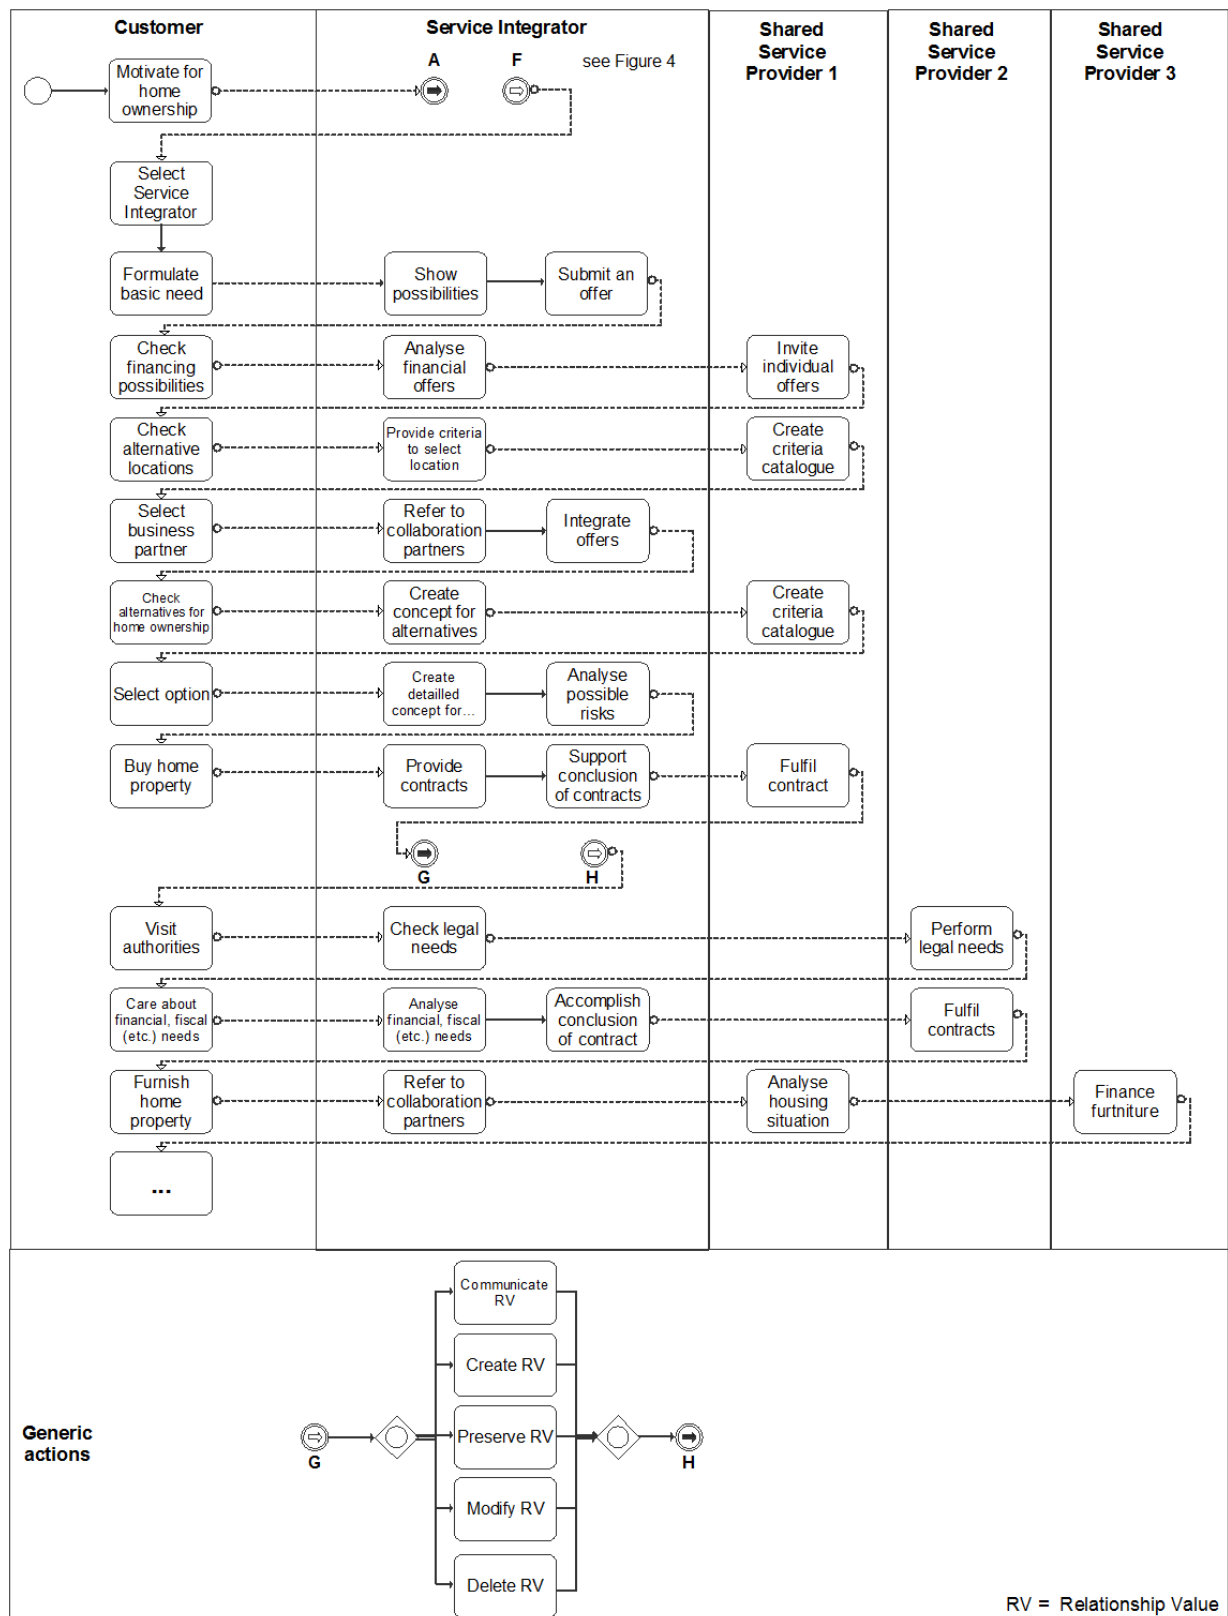 Customer
Service Integrator
Shared
Service
Provider 1
Shared
Service
Provider 2
Shared
Service
Provider 3
A
F
see Figure 4
Motivate for
home
ownership
Select
Service
Integrator
Formulate
basic need
Show
possibilities
Submit an
offer
Check
financing
possibilities
Analyse
financial
offers
Invite
individual
offers
Check
alternative
locations
Provide criteria
to select
location
Create
criteria
catalogue
Select
business
partner
Refer to
collaboration
partners
Integrate
offers
Check
alternatives for
home ownership
Create
concept for
alternatives
Create
criteria
catalogue
Select option
Create
detailled
concept for...
Analyse
possible
risks
Buy home
property
Provide
contracts
Support
conclusion
of contracts
Fulfil
contract
G
H
Visit
authorities
Check legal
needs
Perform
legal needs
Care about
financial, fiscal
(etc.) needs
Analyse
financial, fiscal
(etc.) needs
Accomplish
conclusion
of contract
Fulfil
contracts
Furnish
home
property
Refer to
collaboration
partners
Analyse
housing
situation
Finance
furtniture
...
Generic
actions
G
Communicate
RV
Create RV
Preserve RV
Modify RV
Delete RV
H
RV = Relationship Value